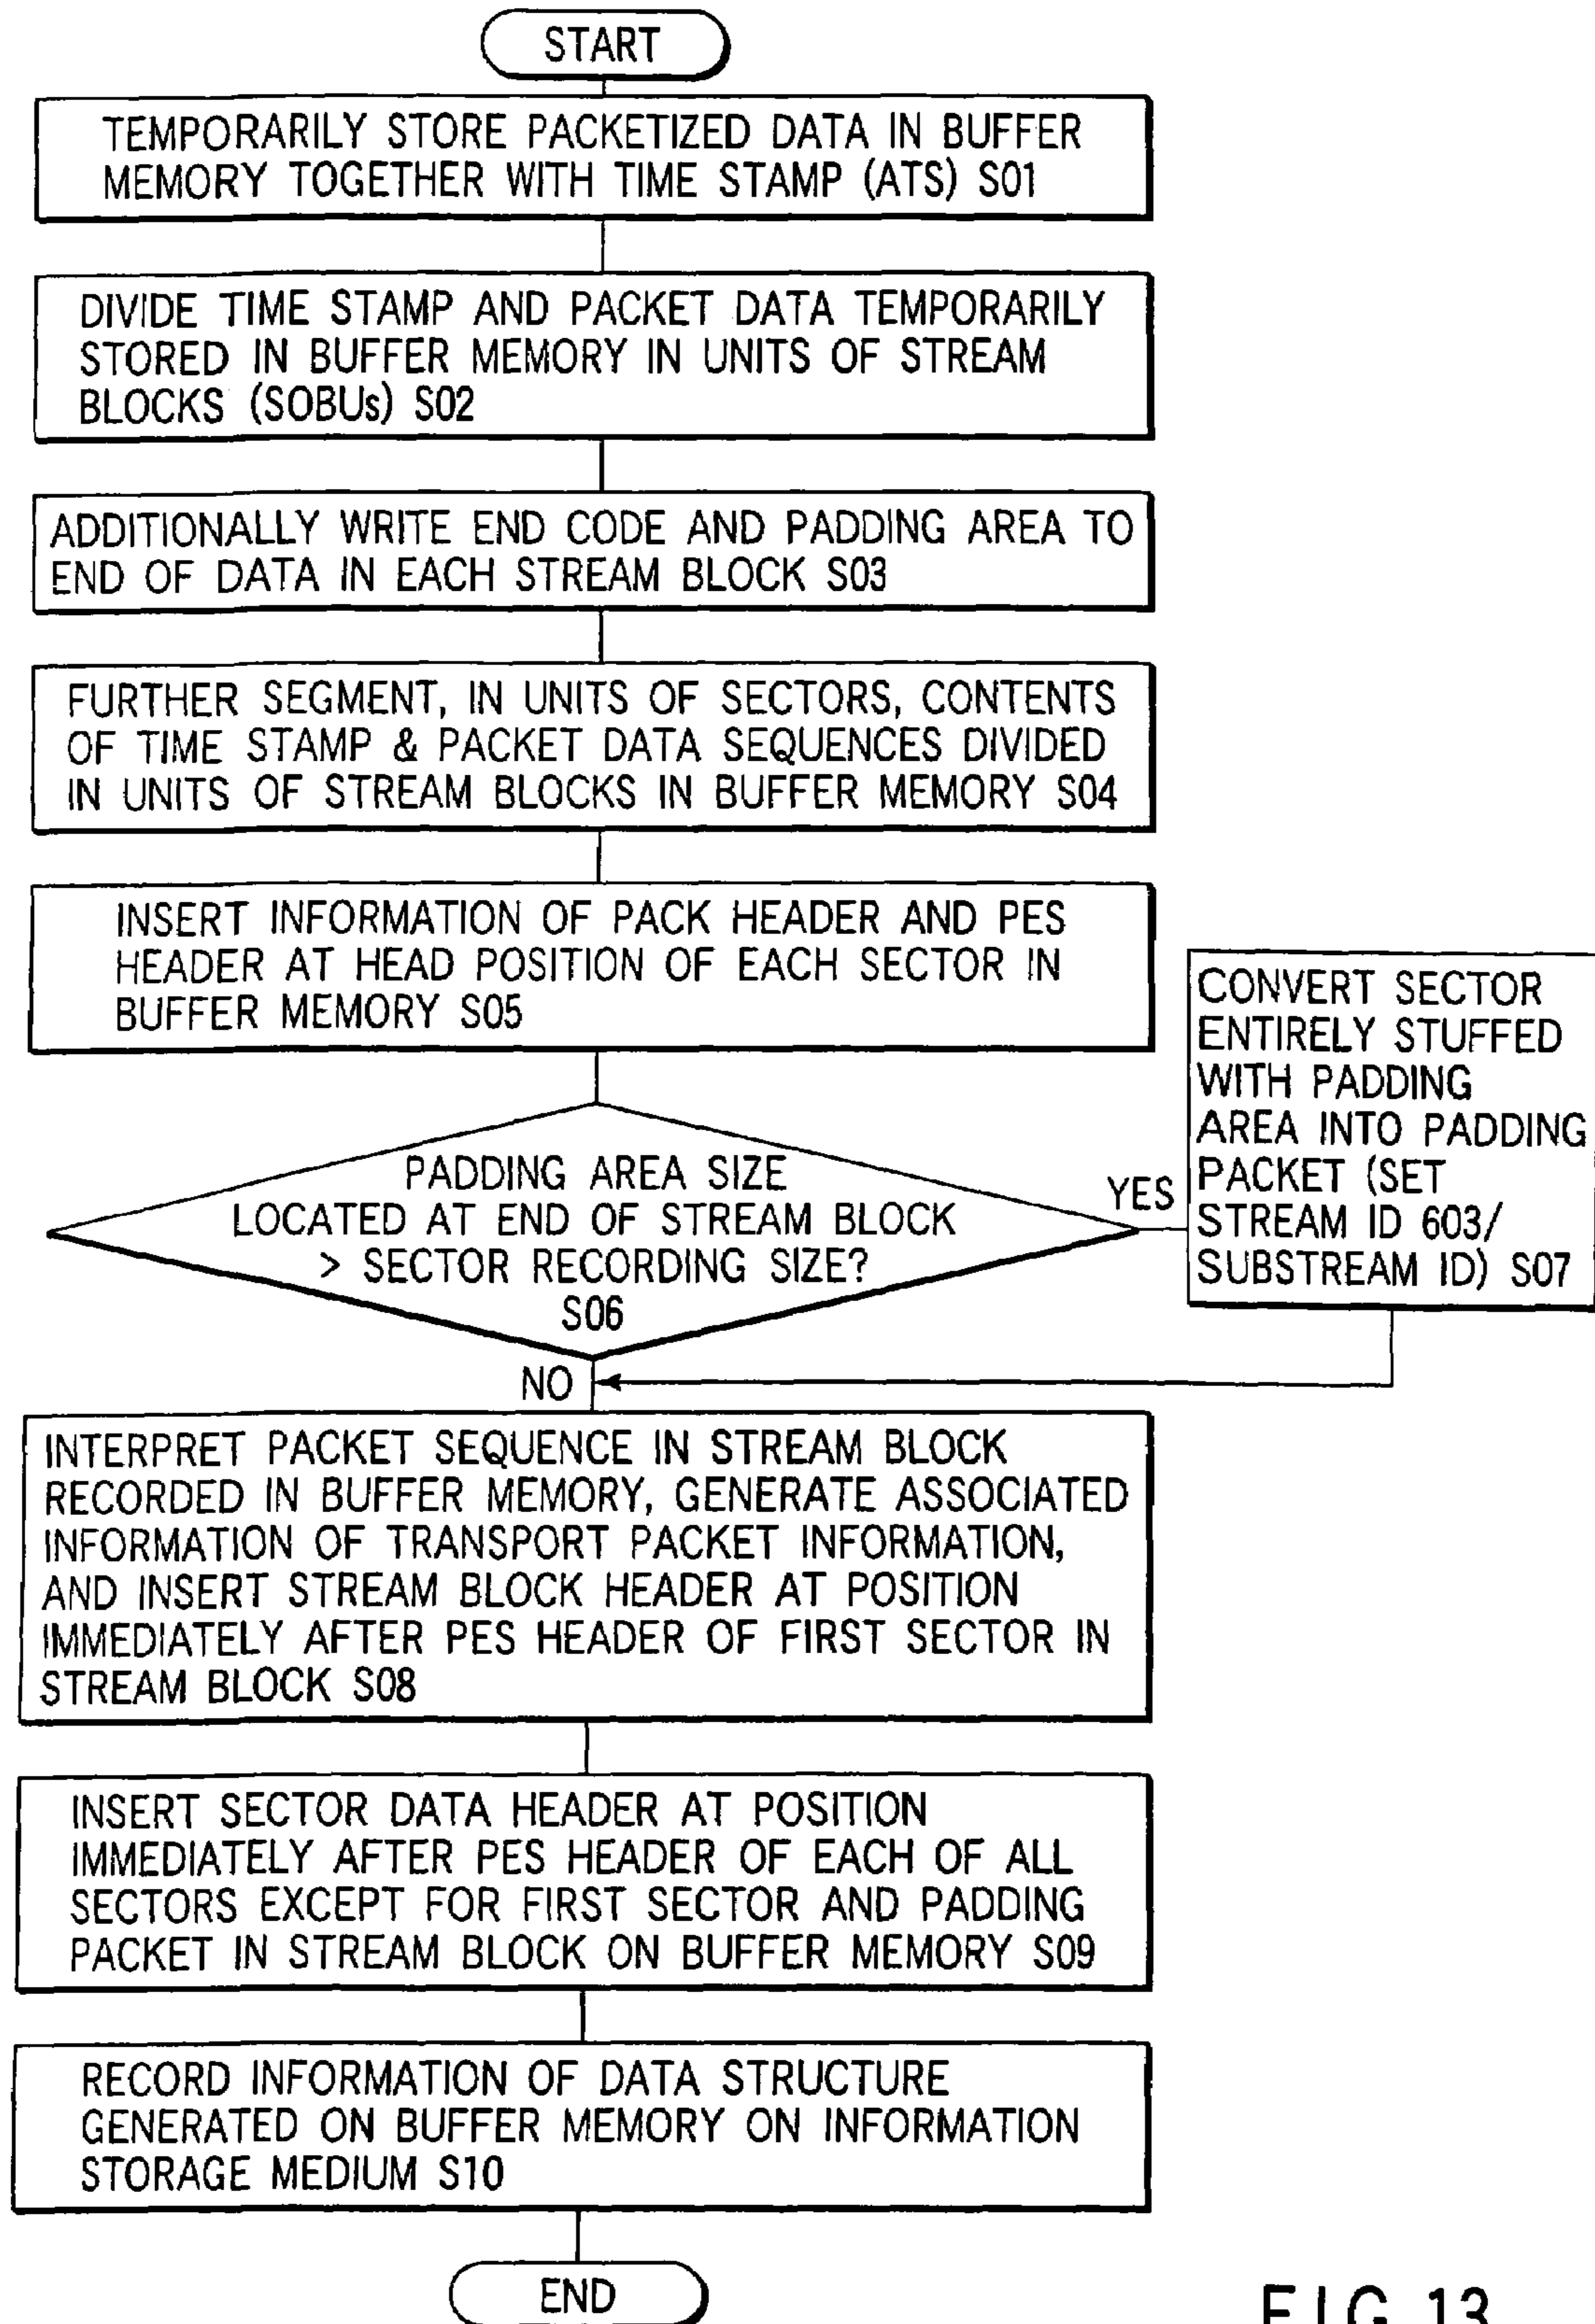 START
TEMPORARILY STORE PACKETIZED DATA IN BUFFER
MEMORY TOGETHER WITH TIME STAMP (ATS) S01
DIVIDE TIME STAMP AND PACKET DATA TEMPORARILY
STORED IN BUFFER MEMORY IN UNITS OF STREAM
BLOCKS (SOBUs) S02
ADDITIONALLY WRITE END CODE AND PADDING AREA TO
END OF DATA IN EACH STREAM BLOCK S03
FURTHER SEGMENT, IN UNITS OF SECTORS, CONTENTS
OF TIME STAMP & PACKET DATA SEQUENCES DIVIDED
IN UNITS OF STREAM BLOCKS IN BUFFER MEMORY S04
INSERT INFORMATION OF PACK HEADER AND PES
HEADER AT HEAD POSITION OF EACH SECTOR IN
BUFFER MEMORY S05
PADDING AREA SIZE
LOCATED AT END OF STREAM BLOCK
> SECTOR RECORDING SIZE?
S06
YES
CONVERT SECTOR
ENTIRELY STUFFED
WITH PADDING
AREA INTO PADDING
PACKET (SET
STREAM ID 603/
SUBSTREAM ID) S07
NO
INTERPRET PACKET SEQUENCE IN STREAM BLOCK
RECORDED IN BUFFER MEMORY, GENERATE ASSOCIATED
INFORMATION OF TRANSPORT PACKET INFORMATION,
AND INSERT STREAM BLOCK HEADER AT POSITION
IMMEDIATELY AFTER PES HEADER OF FIRST SECTOR IN
STREAM BLOCK S08
INSERT SECTOR DATA HEADER AT POSITION
IMMEDIATELY AFTER PES HEADER OF EACH OF ALL
SECTORS EXCEPT FOR FIRST SECTOR AND PADDING
PACKET IN STREAM BLOCK ON BUFFER MEMORY S09
RECORD INFORMATION OF DATA STRUCTURE
GENERATED ON BUFFER MEMORY ON INFORMATION
STORAGE MEDIUM S10
END
FIG. 13